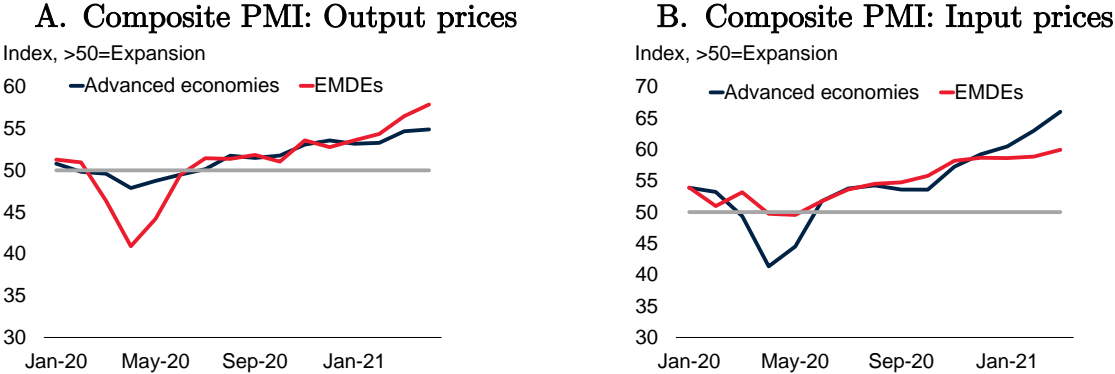 A. Composite PMI: Output prices
Index, >50=Expansion
Advanced economies EMDEs
60
55
50
45
40
35
30
Jan-20 May-20 Sep-20 Jan-21
B. Composite PMI: Input prices
Index, >50=Expansion
Advanced economies EMDEs
70
65
60
55
50
45
40
35
30
Jan-20 May-20 Sep-20 Jan-21